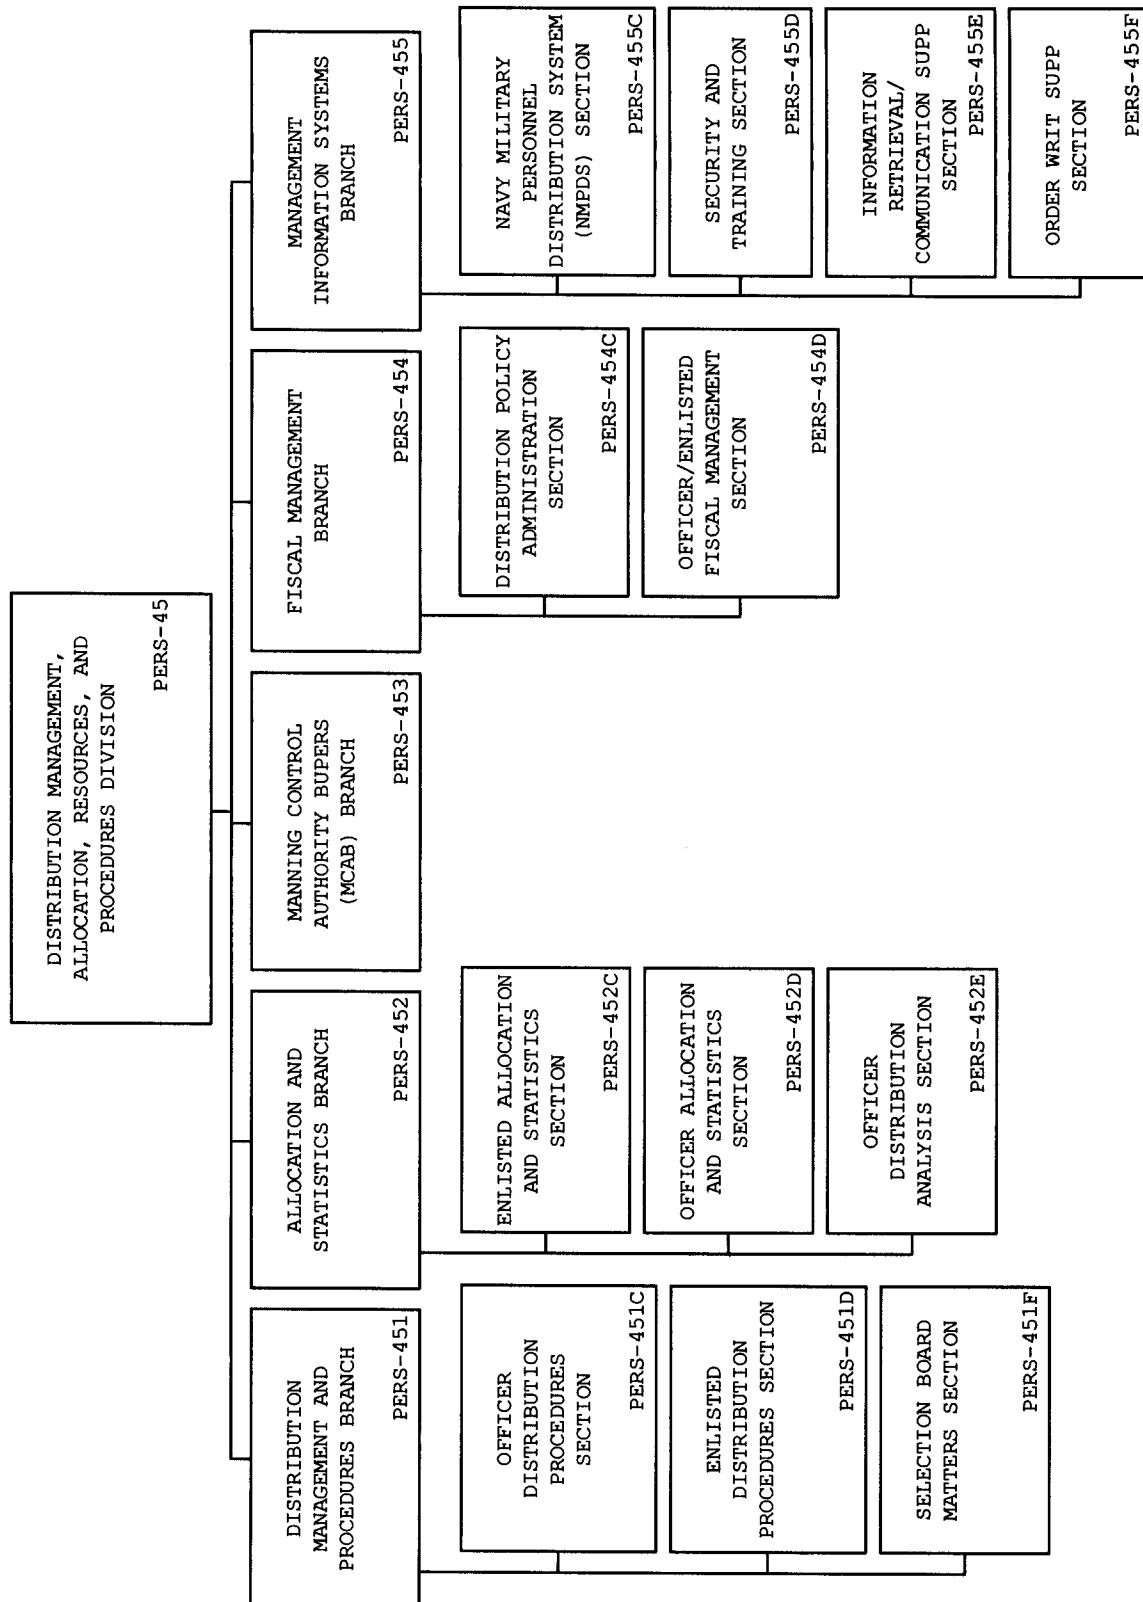 DISTRIBUTION MANAGEMENT,
ALLOCATION, RESOURCES, AND
PROCEDURES DIVISION
PERS-45
DISTRIBUTION
MANAGEMENT AND
PROCEDURES BRANCH
PERS-451
ALLOCATION AND
STATISTICS BRANCH
PERS-452
MANNING CONTROL
AUTHORITY BUPERS
(MCAB) BRANCH
PERS-453
FISCAL MANAGEMENT
BRANCH
PERS-454
MANAGEMENT
INFORMATION SYSTEMS
BRANCH
PERS-455
OFFICER
DISTRIBUTION
PROCEDURES
SECTION
PERS-451C
ENLISTED
DISTRIBUTION
PROCEDURES SECTION
PERS-451D
SELECTION BOARD
MATTERS SECTION
PERS-451F
ENLISTED ALLOCATION
AND STATISTICS
SECTION
PERS-452C
OFFICER ALLOCATION
AND STATISTICS
SECTION
PERS-452D
OFFICER
DISTRIBUTION
ANALYSIS SECTION
PERS-452E
DISTRIBUTION POLICY
ADMINISTRATION
SECTION
PERS-454C
OFFICER/ENLISTED
FISCAL MANAGEMENT
SECTION
PERS-454D
NAVY MILITARY
PERSONNEL
DISTRIBUTION SYSTEM
(NMPDS) SECTION
PERS-455C
SECURITY AND
TRAINING SECTION
PERS-455D
INFORMATION
RETRIEVAL/
COMMUNICATION SUPP
SECTION
PERS-455E
ORDER WRIT SUPP
SECTION
PERS-455F